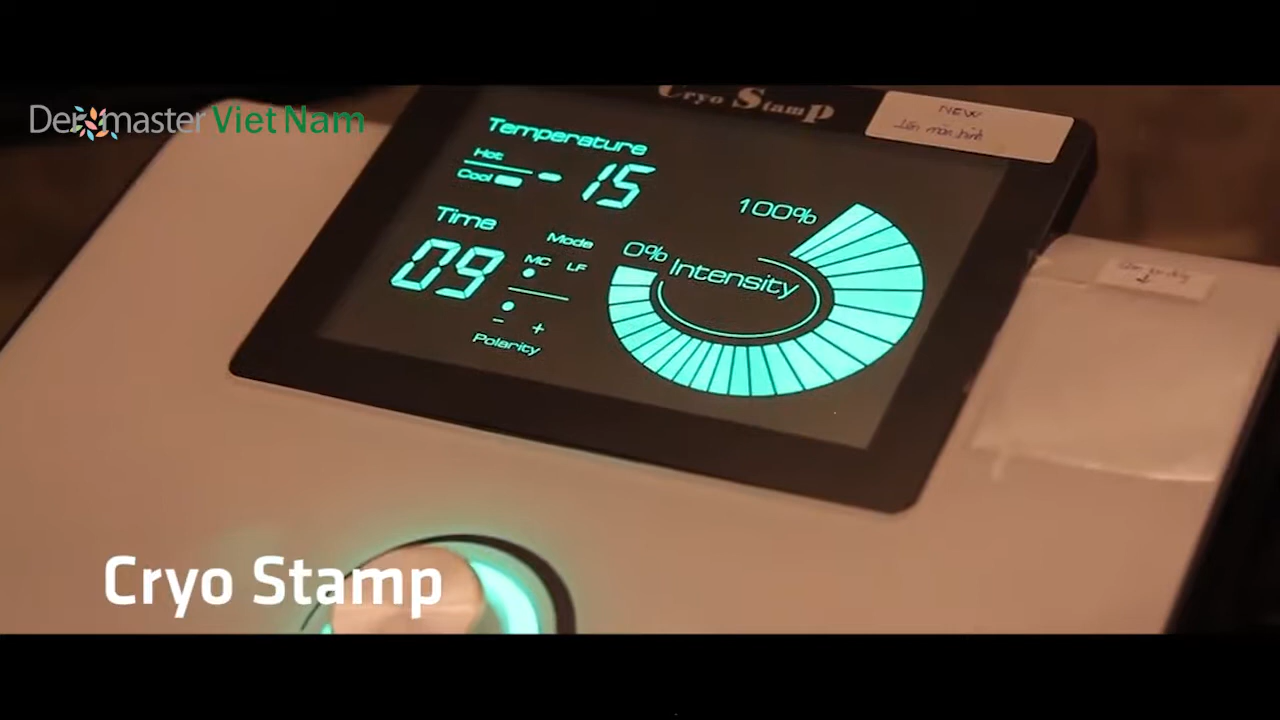 Dermaster Viet Nam
Cryo Stamp
NEW
Temperature
Hot
Cool
-15
Time
09
Mode
MC LF
- +
Polarity
100%
0%
Intensity
Cryo Stamp